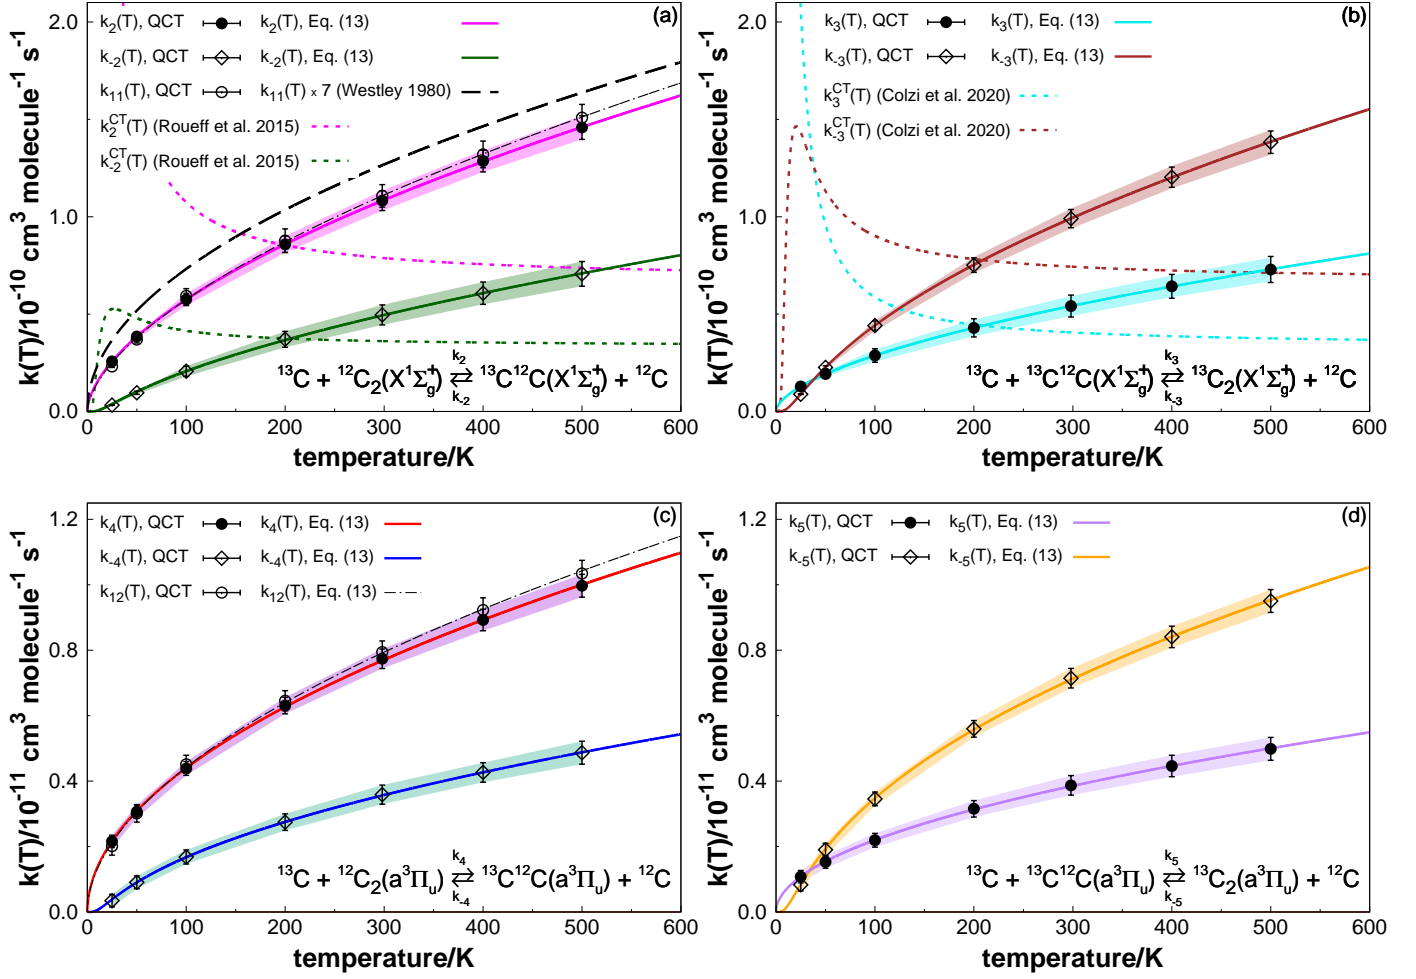 (a)
k₂(T), QCT k₂(T), Eq. (13)
k₋₂(T), QCT k₋₂(T), Eq. (13)
k₁₁(T), QCT k₁₁(T) × 7 (Westley 1980)
k₂ᶜᵀ(T) (Roueff et al. 2015)
k₋₂ᶜᵀ(T) (Roueff et al. 2015)
2.0
1.0
0.0
k(T)/10⁻¹⁰ cm³ molecule⁻¹ s⁻¹
k₂
¹³C + ¹²C₂(X¹Σg⁺) ⇌ ¹³C¹²C(X¹Σg⁺) + ¹²C
k₋₂
0 100 200 300 400 500 600
temperature/K
(b)
k₃(T), QCT k₃(T), Eq. (13)
k₋₃(T), QCT k₋₃(T), Eq. (13)
k₃ᶜᵀ(T) (Colzi et al. 2020)
k₋₃ᶜᵀ(T) (Colzi et al. 2020)
2.0
1.0
0.0
k(T)/10⁻¹⁰ cm³ molecule⁻¹ s⁻¹
k₃
¹³C + ¹³C¹²C(X¹Σg⁺) ⇌ ¹³C₂(X¹Σg⁺) + ¹²C
k₋₃
0 100 200 300 400 500 600
temperature/K
(c)
k₄(T), QCT k₄(T), Eq. (13)
k₋₄(T), QCT k₋₄(T), Eq. (13)
k₁₂(T), QCT k₁₂(T), Eq. (13)
1.2
0.8
0.4
0.0
k(T)/10⁻¹¹ cm³ molecule⁻¹ s⁻¹
k₄
¹³C + ¹²C₂(a³Πᵤ) ⇌ ¹³C¹²C(a³Πᵤ) + ¹²C
k₋₄
0 100 200 300 400 500 600
temperature/K
(d)
k₅(T), QCT k₅(T), Eq. (13)
k₋₅(T), QCT k₋₅(T), Eq. (13)
1.2
0.8
0.4
0.0
k(T)/10⁻¹¹ cm³ molecule⁻¹ s⁻¹
k₅
¹³C + ¹³C¹²C(a³Πᵤ) ⇌ ¹³C₂(a³Πᵤ) + ¹²C
k₋₅
0 100 200 300 400 500 600
temperature/K